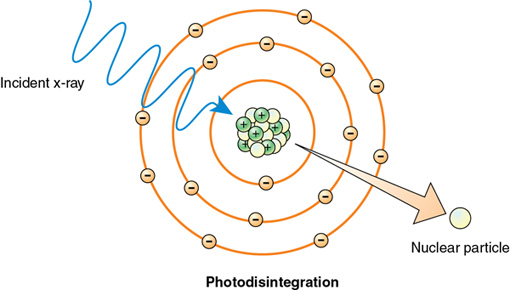 Incident x-ray
Nuclear particle
Photodisintegration